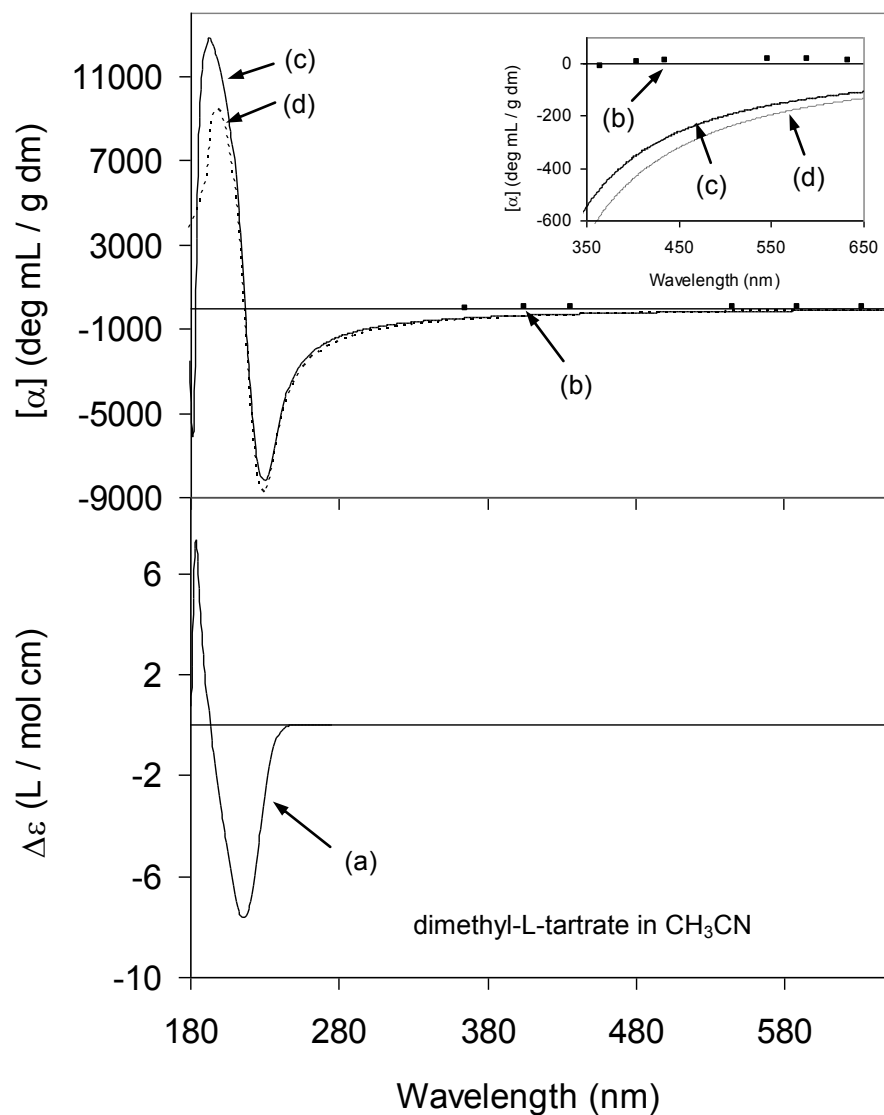 13000
11000
7000
3000
-1000
-5000
-9000
[α] (deg mL / g dm)
(c)
(d)
(b)
0
-200
-400
-600
[α] (deg mL / g dm)
(b)
(c)
(d)
350
450
550
650
Wavelength (nm)
6
2
-2
-6
-10
Δε (L / mol cm)
(a)
dimethyl-L-tartrate in CH₃CN
180
280
380
480
580
Wavelength (nm)